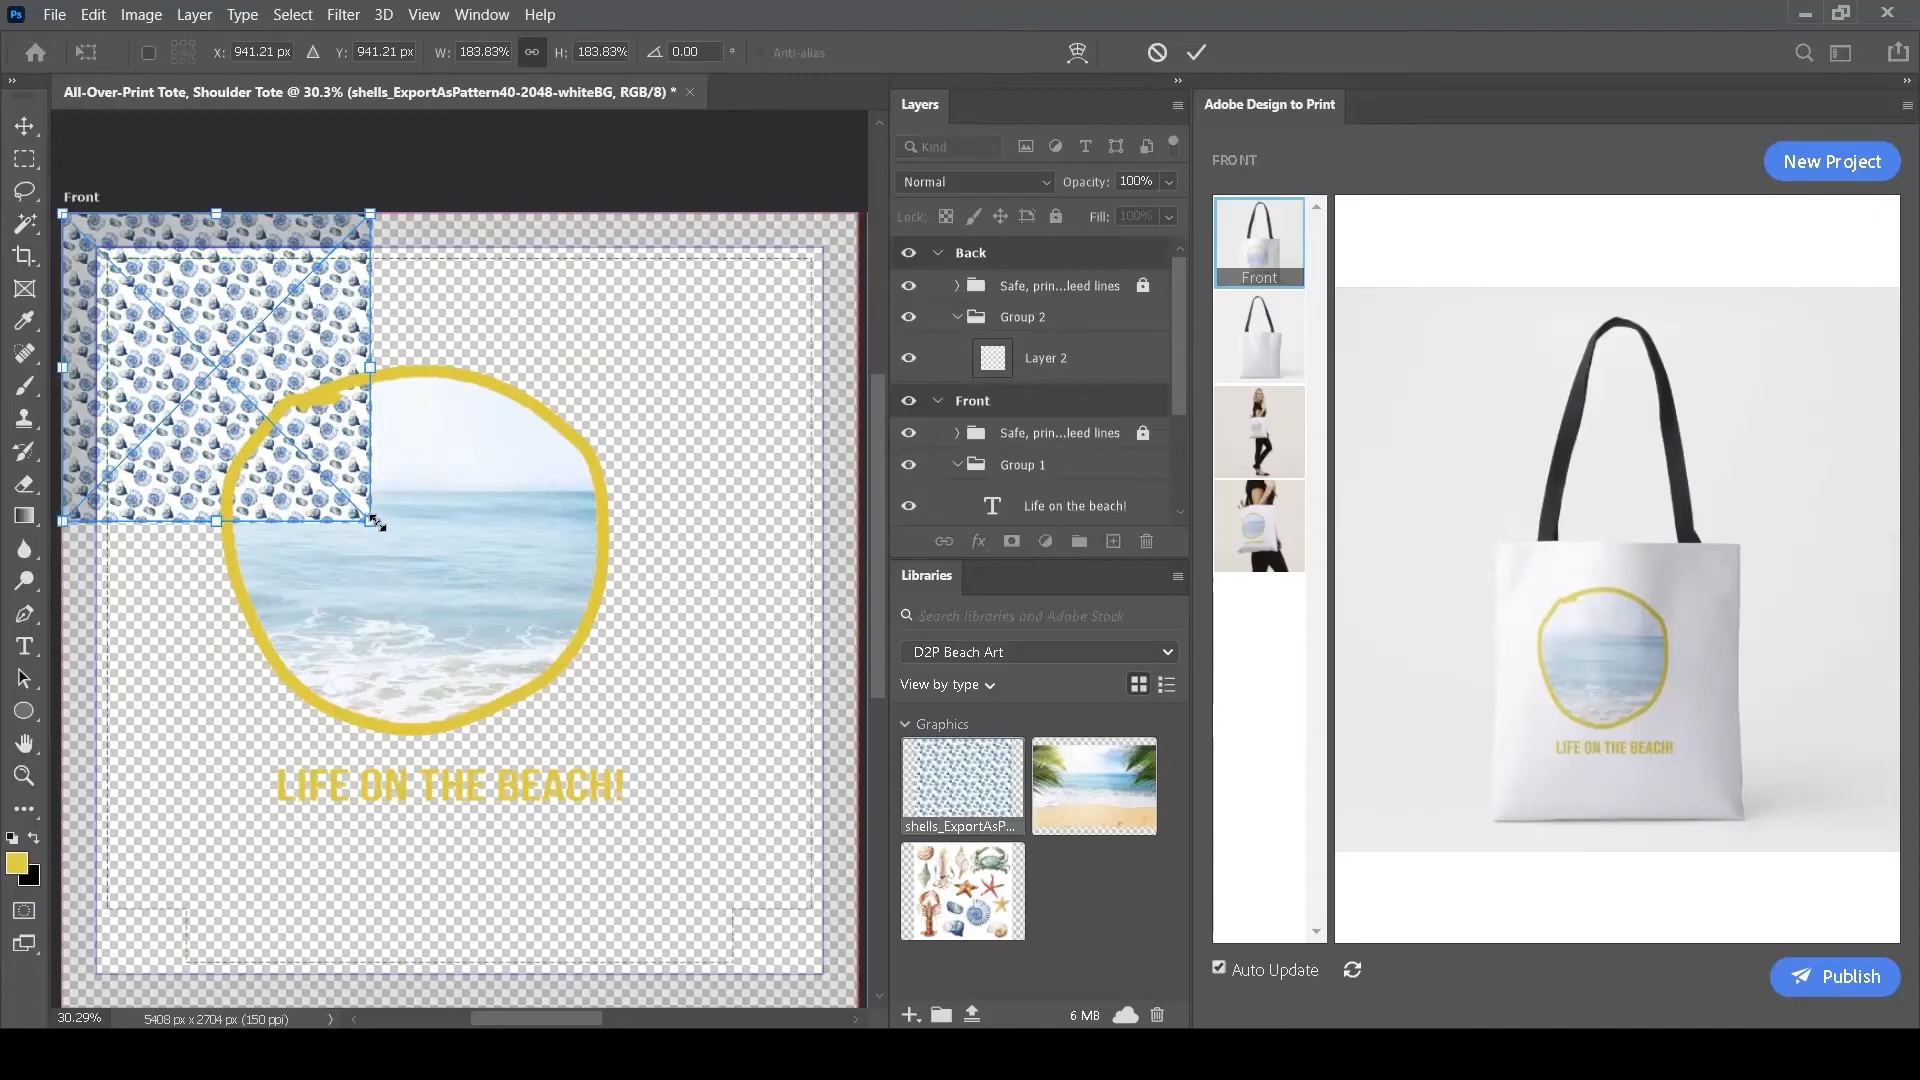 Ps File Edit Image Layer Type Select Filter 3D View Window Help
X: 941.21 px Y: 941.21 px W: 183.83% H: 183.83% 0.00 ° Anti-alias
All-Over-Print Tote, Shoulder Tote @ 30.3% (shells_ExportAsPattern40-2048-whiteBG, RGB/8) *
Front
LIFE ON THE BEACH!
30.29% 5408 px x 2704 px (150 ppi)
Layers
Kind
Normal Opacity: 100%
Lock: Fill: 100%
Back
Safe, prin...leed lines
Group 2
Layer 2
Front
Safe, prin...leed lines
Group 1
Life on the beach!
Libraries
Search libraries and Adobe Stock
D2P Beach Art
View by type
Graphics
shells_ExportAsP...
6 MB
Adobe Design to Print
FRONT
New Project
Front
LIFE ON THE BEACH!
Auto Update
Publish